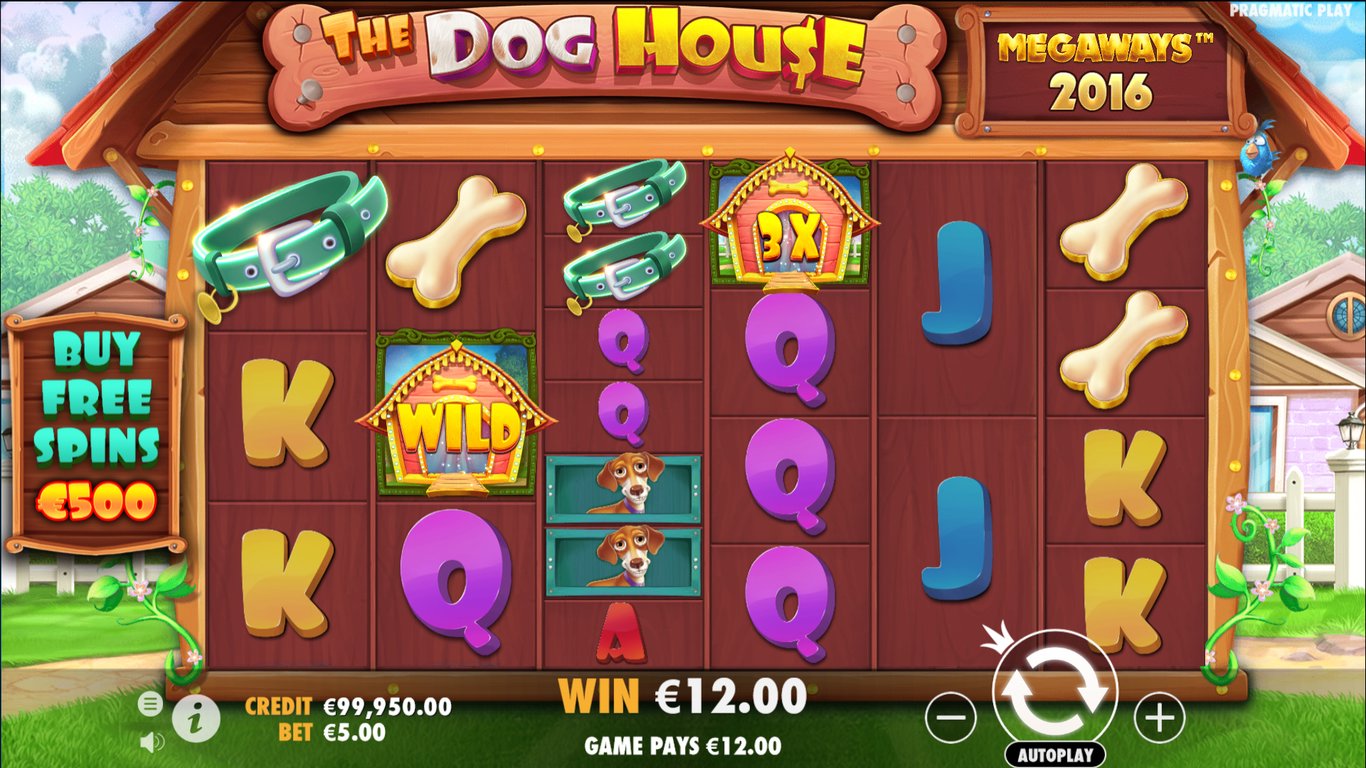 PRAGMATIC PLAY
THE DOG HOU$E
MEGAWAYS™
2016
3X
J
BUY
FREE
SPINS
€500
K
WILD
Q
Q
Q
Q
J
K
K
Q
A
Q
K
CREDIT €99,950.00
BET €5.00
WIN €12.00
GAME PAYS €12.00
i
AUTOPLAY